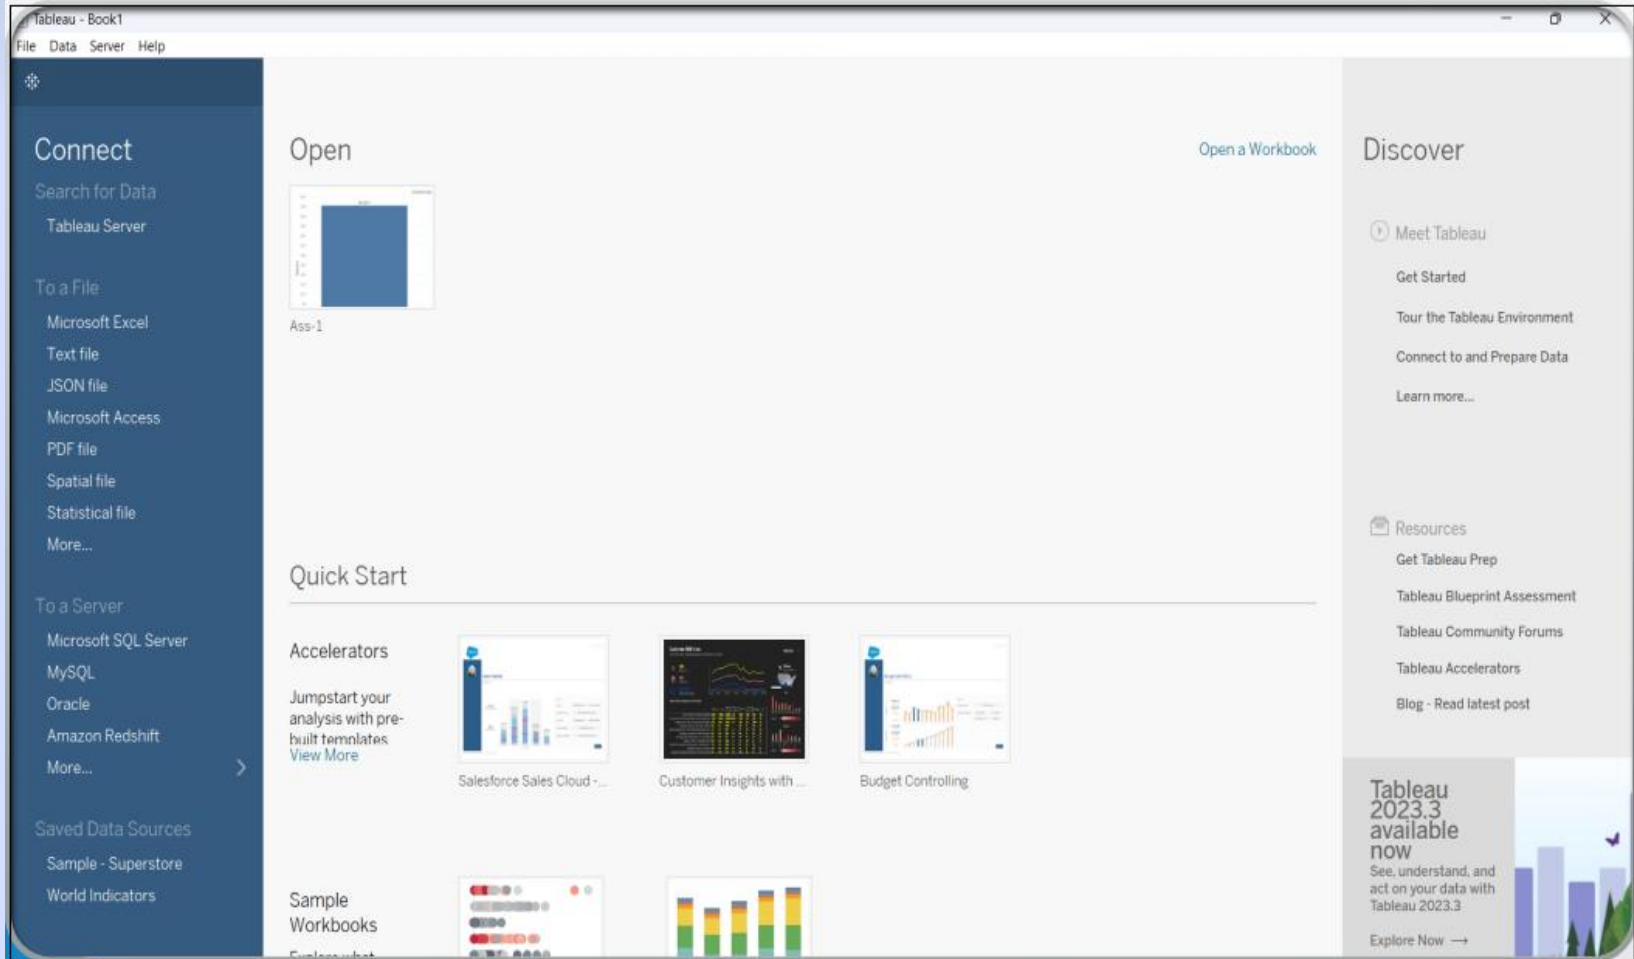 Tableau - Book1
File Data Server Help
Connect
Search for Data
Tableau Server
To a File
Microsoft Excel
Text file
JSON file
Microsoft Access
PDF file
Spatial file
Statistical file
More...
To a Server
Microsoft SQL Server
MySQL
Oracle
Amazon Redshift
More...
Saved Data Sources
Sample - Superstore
World Indicators
Open
Open a Workbook
Ass-1
Quick Start
Accelerators
Jumpstart your
analysis with pre-
built templates
View More
Salesforce Sales Cloud -...
Customer Insights with ...
Budget Controlling
Sample
Workbooks
Explore what
Discover
Meet Tableau
Get Started
Tour the Tableau Environment
Connect to and Prepare Data
Learn more...
Resources
Get Tableau Prep
Tableau Blueprint Assessment
Tableau Community Forums
Tableau Accelerators
Blog - Read latest post
Tableau
2023.3
available
now
See, understand, and
act on your data with
Tableau 2023.3
Explore Now →